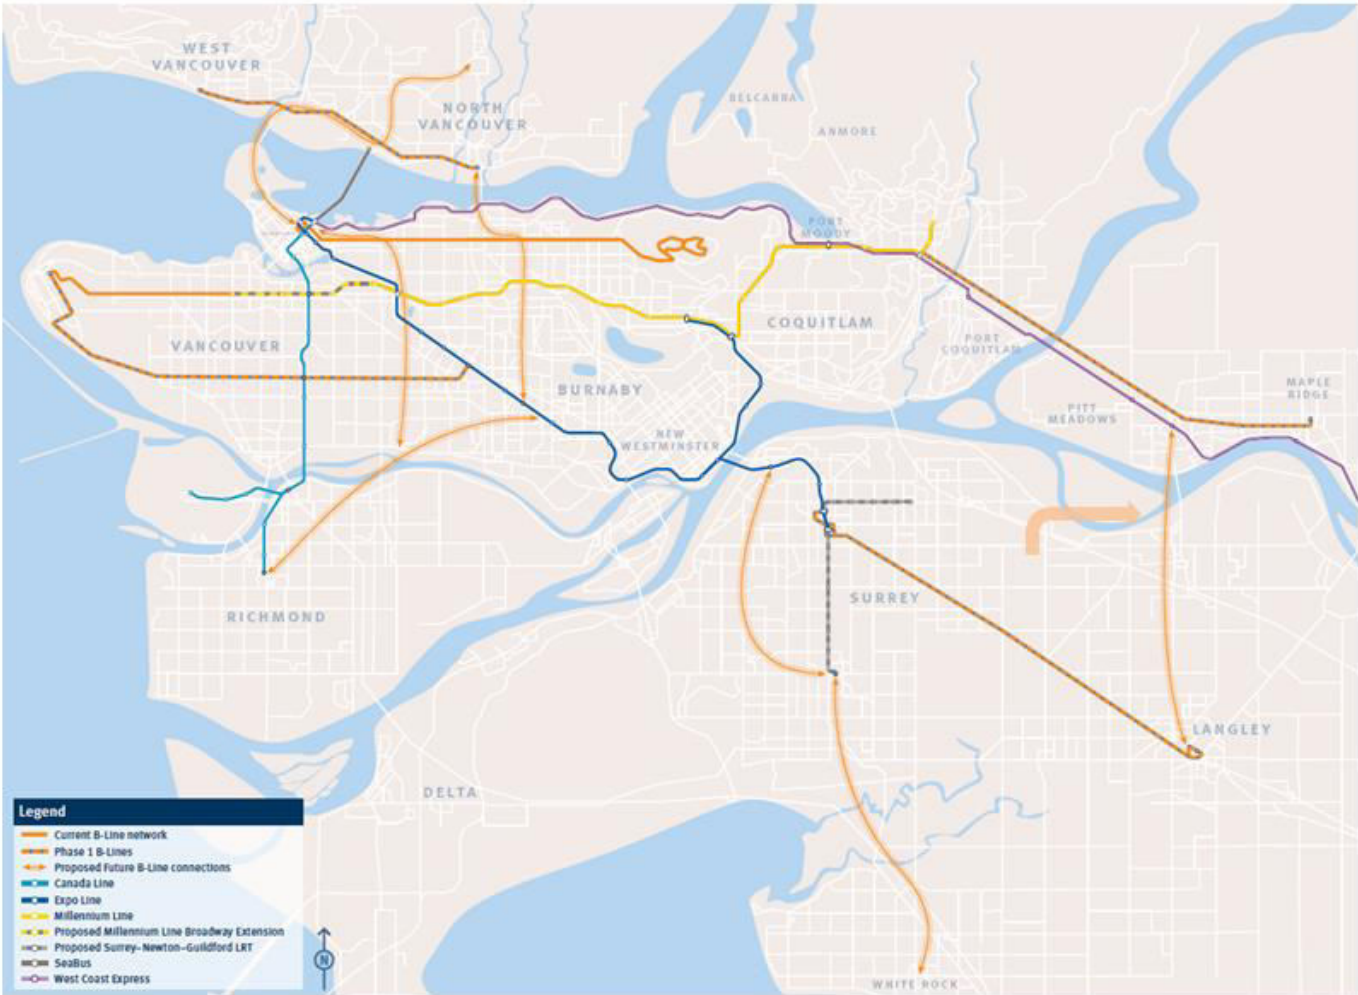 WEST
VANCOUVER
NORTH
VANCOUVER
BELCARRA
ANMORE
PORT
MOODY
VANCOUVER
COQUITLAM
PORT
COQUITLAM
BURNABY
MAPLE
RIDGE
PITT
MEADOWS
NEW
WESTMINSTER
SURREY
RICHMOND
LANGLEY
DELTA
WHITE ROCK
Legend
Current B-Line network
Phase 1 B-Lines
Proposed Future B-Line connections
Canada Line
Expo Line
Millennium Line
Proposed Millennium Line Broadway Extension
Proposed Surrey–Newton–Guildford LRT
SeaBus
West Coast Express
N